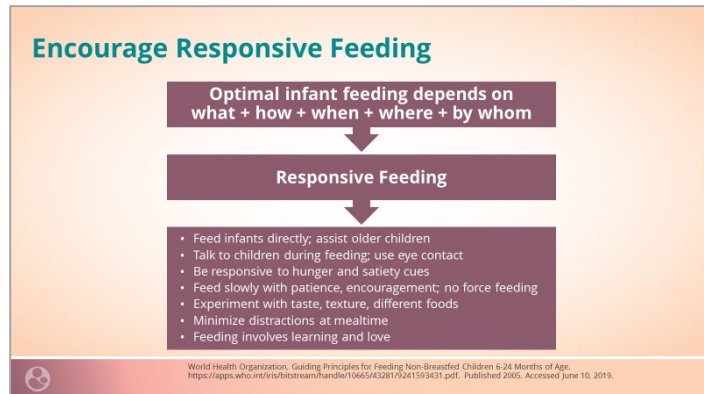 Encourage Responsive Feeding
Optimal infant feeding depends on
what + how + when + where + by whom
Responsive Feeding
• Feed infants directly; assist older children
• Talk to children during feeding; use eye contact
• Be responsive to hunger and satiety cues
• Feed slowly with patience, encouragement; no force feeding
• Experiment with taste, texture, different foods
• Minimize distractions at mealtime
• Feeding involves learning and love
World Health Organization. Guiding Principles for Feeding Non-Breastfed Children 6-24 Months of Age.
https://apps.who.int/iris/bitstream/handle/10665/43281/9241593431.pdf. Published 2005. Accessed June 10, 2019.